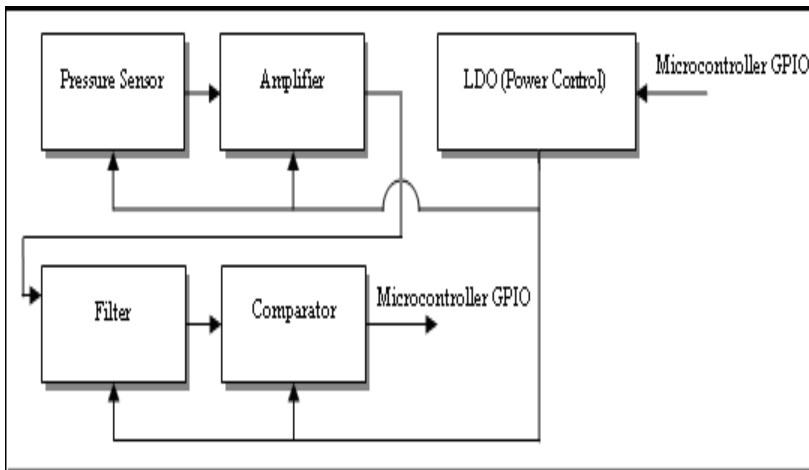 Pressure Sensor
Amplifier
LDO (Power Control)
Microcontroller GPIO
Filter
Comparator
Microcontroller GPIO